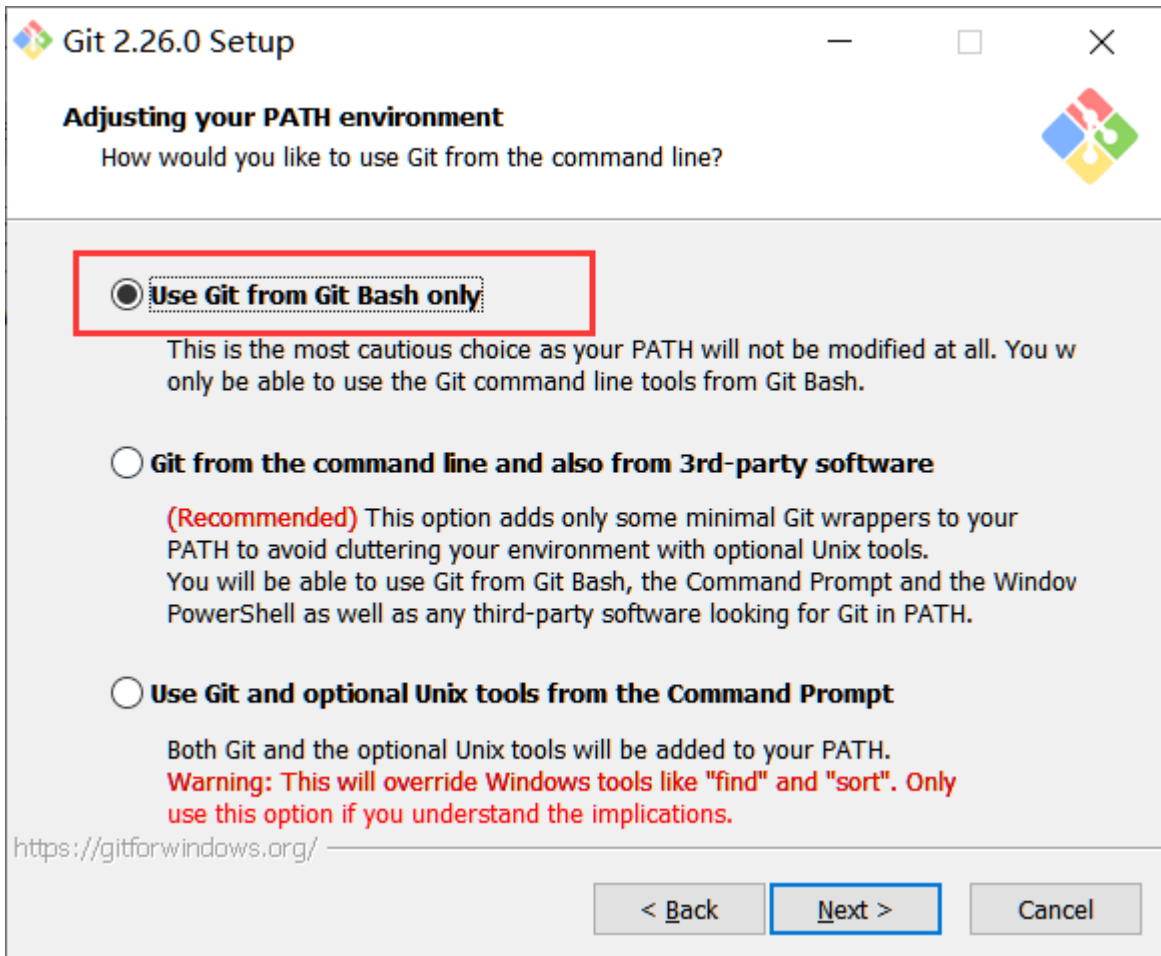 Git 2.26.0 Setup
Adjusting your PATH environment
How would you like to use Git from the command line?
Use Git from Git Bash only
This is the most cautious choice as your PATH will not be modified at all. You w
only be able to use the Git command line tools from Git Bash.
Git from the command line and also from 3rd-party software
(Recommended) This option adds only some minimal Git wrappers to your
PATH to avoid cluttering your environment with optional Unix tools.
You will be able to use Git from Git Bash, the Command Prompt and the Window
PowerShell as well as any third-party software looking for Git in PATH.
Use Git and optional Unix tools from the Command Prompt
Both Git and the optional Unix tools will be added to your PATH.
Warning: This will override Windows tools like "find" and "sort". Only
use this option if you understand the implications.
https://gitforwindows.org/
< Back Next > Cancel